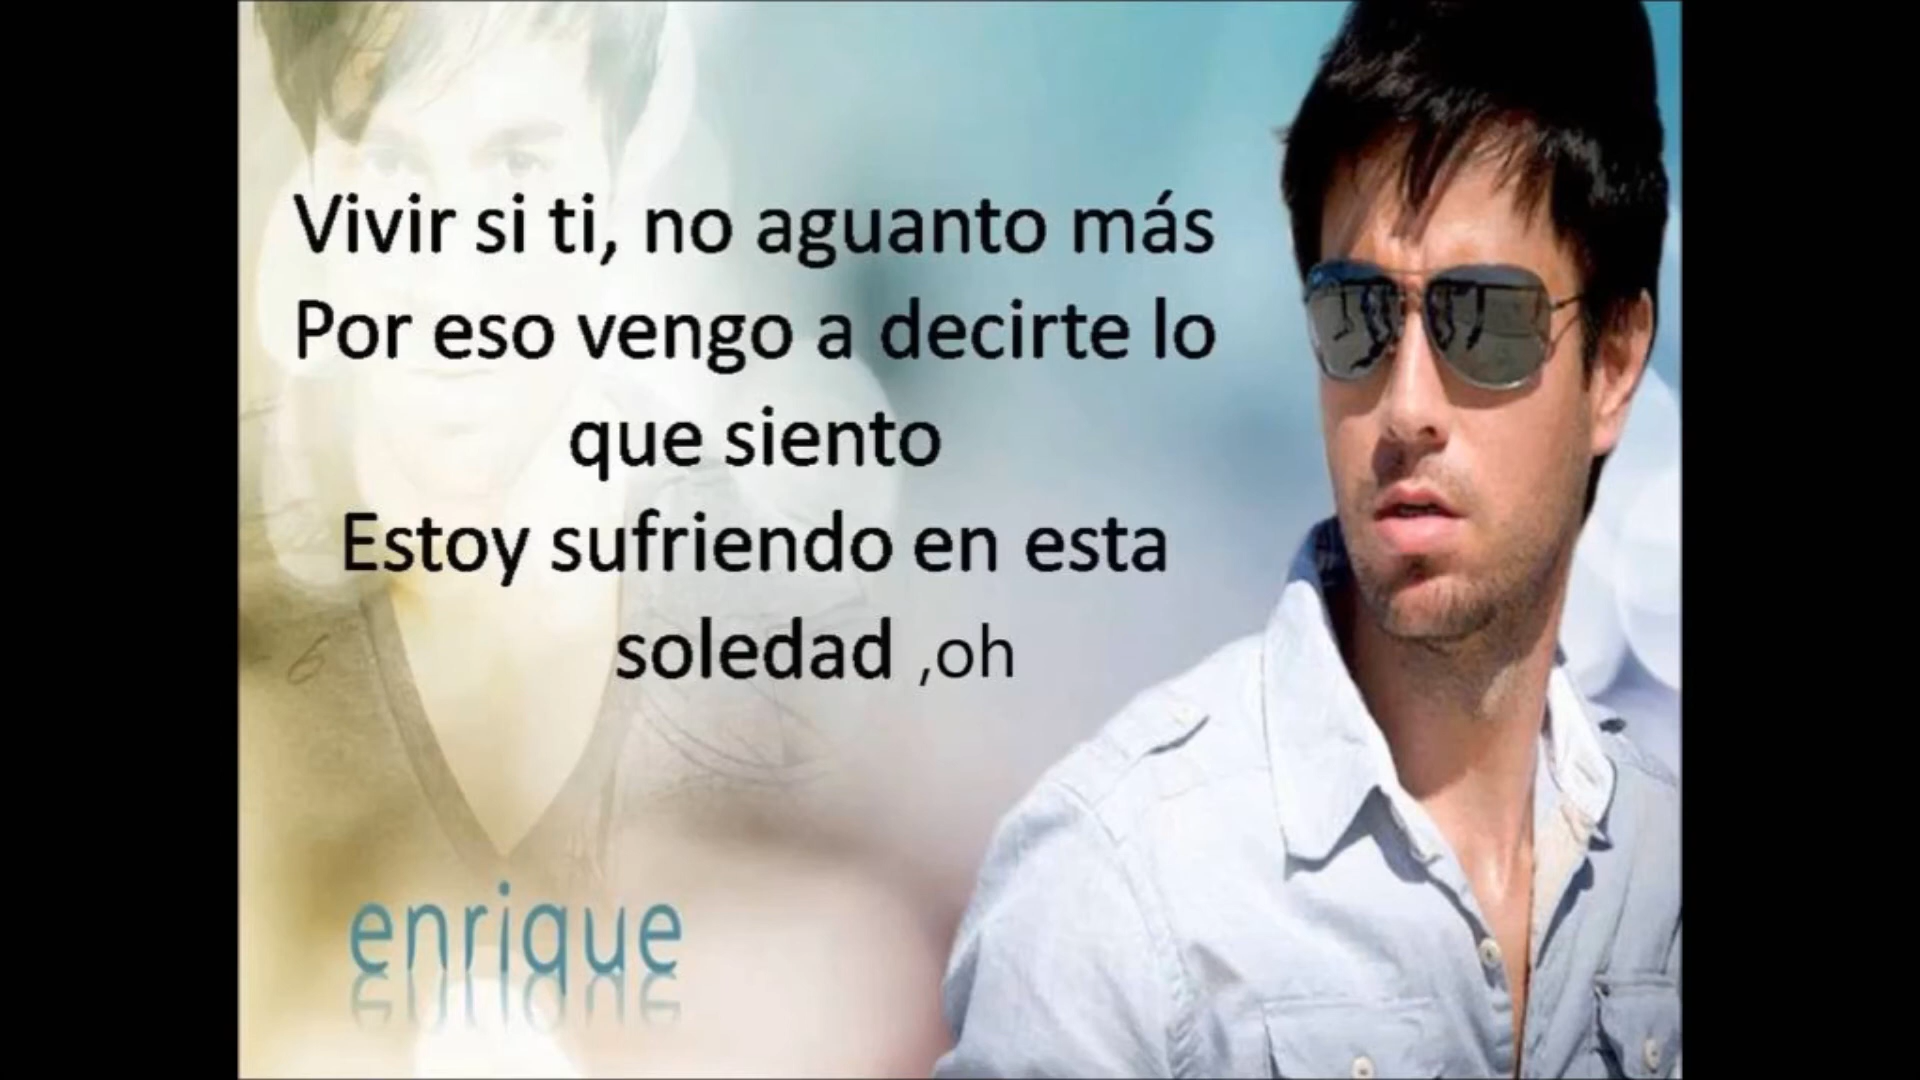 Vivir si ti, no aguanto más
Por eso vengo a decirte lo
que siento
Estoy sufriendo en esta
soledad ,oh
enrique